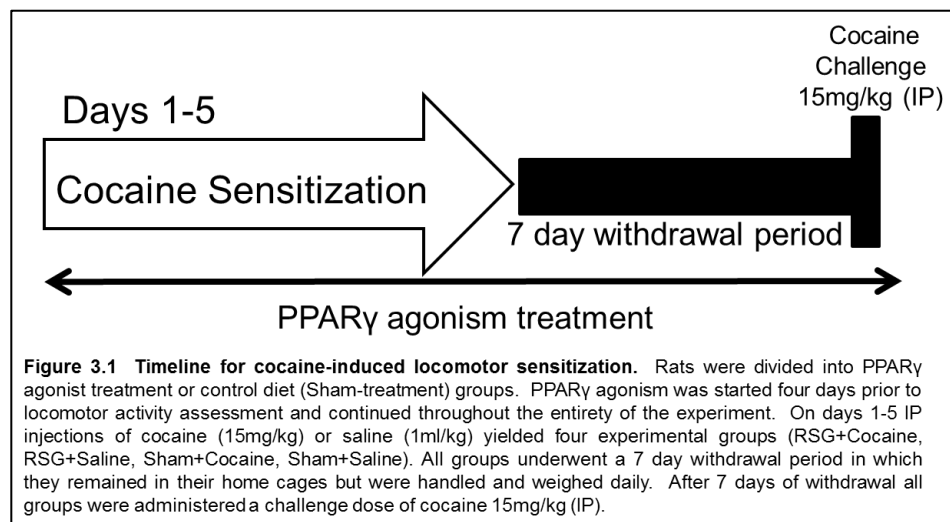 Cocaine
Challenge
15mg/kg (IP)
Days 1-5
Cocaine Sensitization
7 day withdrawal period
PPARγ agonism treatment
Figure 3.1 Timeline for cocaine-induced locomotor sensitization. Rats were divided into PPARγ
agonist treatment or control diet (Sham-treatment) groups. PPARγ agonism was started four days prior to
locomotor activity assessment and continued throughout the entirety of the experiment. On days 1-5 IP
injections of cocaine (15mg/kg) or saline (1ml/kg) yielded four experimental groups (RSG+Cocaine,
RSG+Saline, Sham+Cocaine, Sham+Saline). All groups underwent a 7 day withdrawal period in which
they remained in their home cages but were handled and weighed daily. After 7 days of withdrawal all
groups were administered a challenge dose of cocaine 15mg/kg (IP).